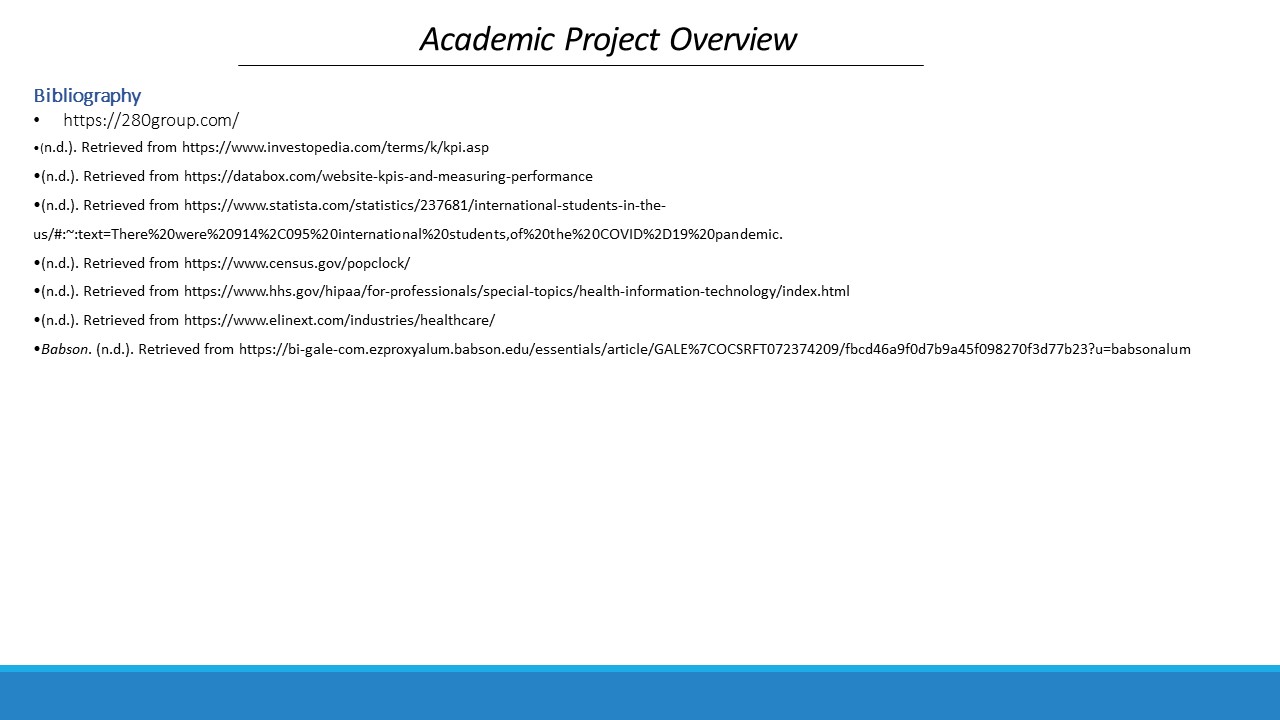 Academic Project Overview
Bibliography
• https://280group.com/
•(n.d.). Retrieved from https://www.investopedia.com/terms/k/kpi.asp
•(n.d.). Retrieved from https://databox.com/website-kpis-and-measuring-performance
•(n.d.). Retrieved from https://www.statista.com/statistics/237681/international-students-in-the-
us/#:~:text=There%20were%20914%2C095%20international%20students,of%20the%20COVID%2D19%20pandemic.
•(n.d.). Retrieved from https://www.census.gov/popclock/
•(n.d.). Retrieved from https://www.hhs.gov/hipaa/for-professionals/special-topics/health-information-technology/index.html
•(n.d.). Retrieved from https://www.elinext.com/industries/healthcare/
•Babson. (n.d.). Retrieved from https://bi-gale-com.ezproxyalum.babson.edu/essentials/article/GALE%7COCSRFT072374209/fbcd46a9f0d7b9a45f098270f3d77b23?u=babsonalum